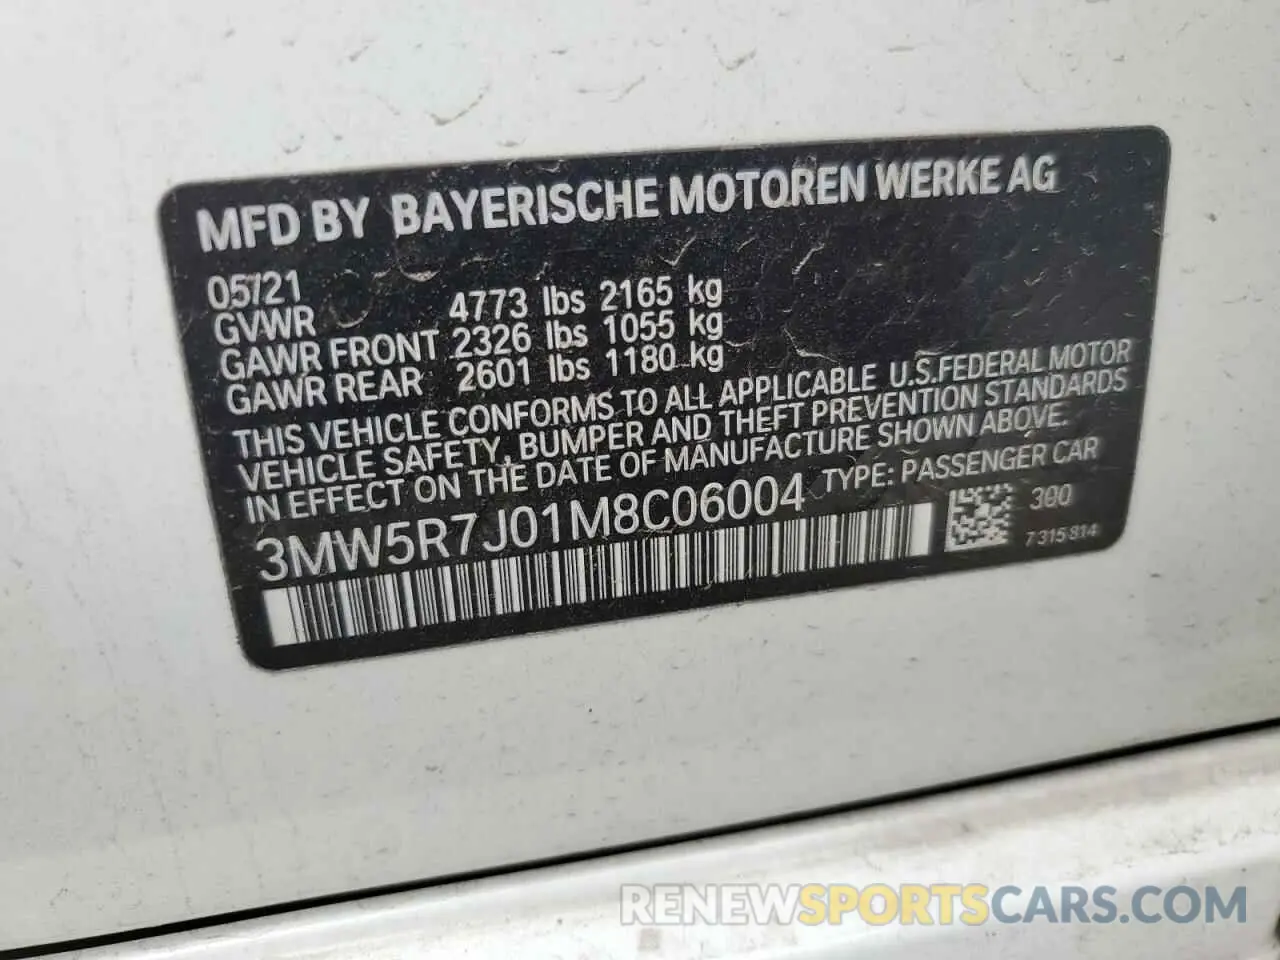 MFD BY BAYERISCHE MOTOREN WERKE AG
05/21
GVWR 4773 lbs 2165 kg
GAWR FRONT 2326 lbs 1055 kg
GAWR REAR 2601 lbs 1180 kg
THIS VEHICLE CONFORMS TO ALL APPLICABLE U.S.FEDERAL MOTOR
VEHICLE SAFETY, BUMPER AND THEFT PREVENTION STANDARDS
IN EFFECT ON THE DATE OF MANUFACTURE SHOWN ABOVE.
3MW5R7J01M8C06004 TYPE: PASSENGER CAR
300
7 315 814
RENEWSPORTSCARS.COM